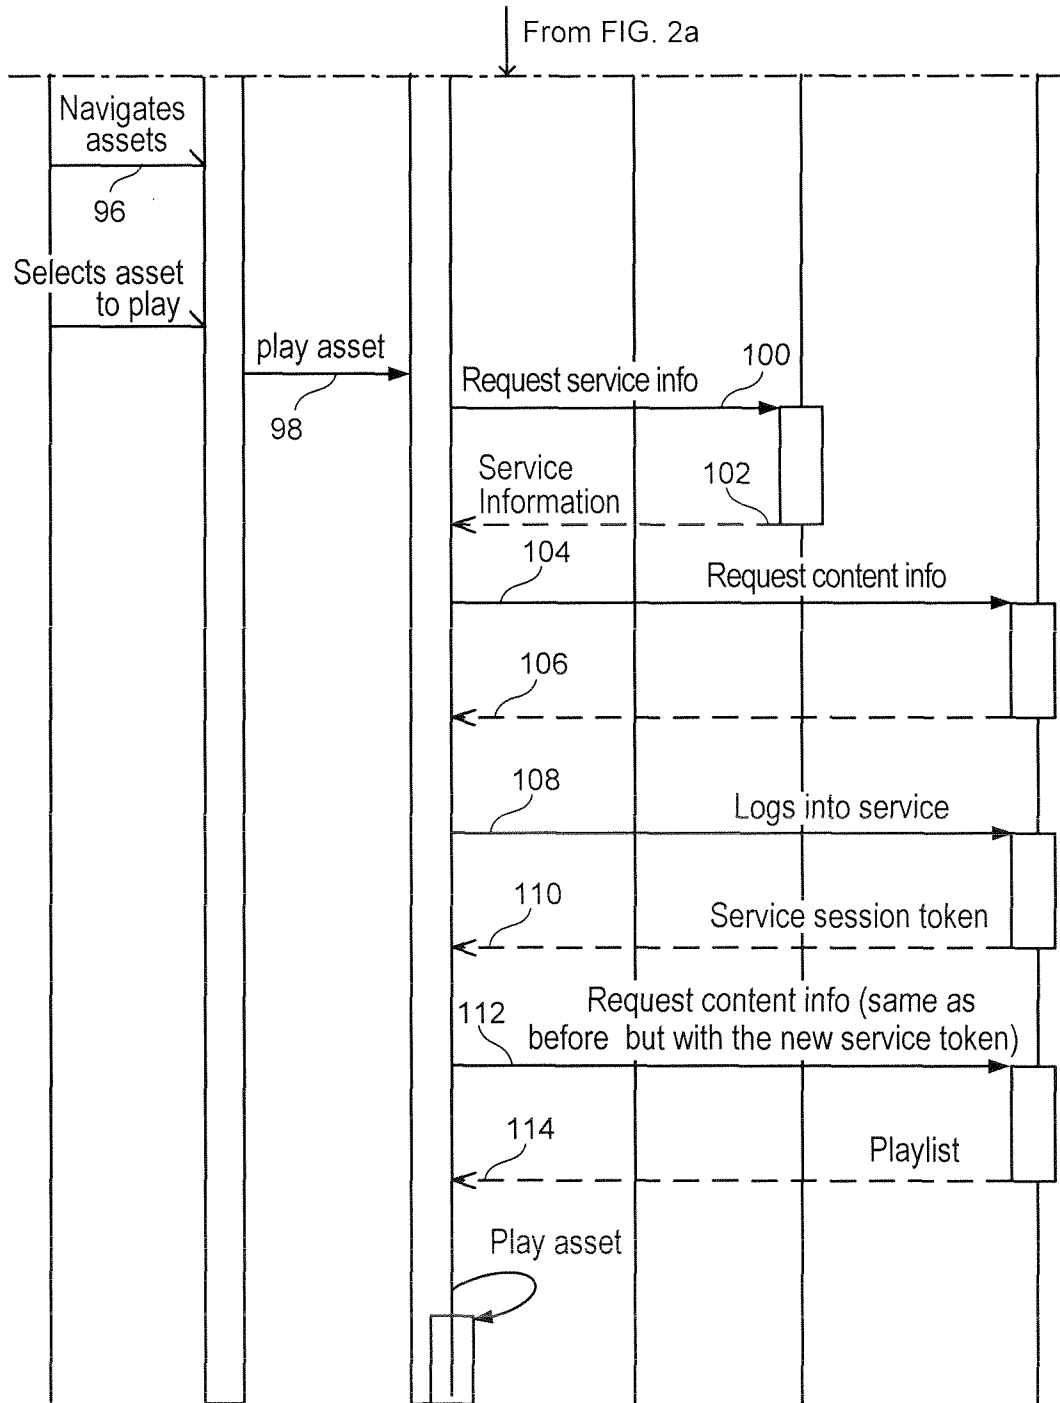 From FIG. 2a
Navigates
assets
96
Selects asset
to play
play asset
98
Request service info
100
Service
Information
102
104
Request content info
106
108
Logs into service
110
Service session token
112
Request content info (same as
before but with the new service token)
114
Playlist
Play asset